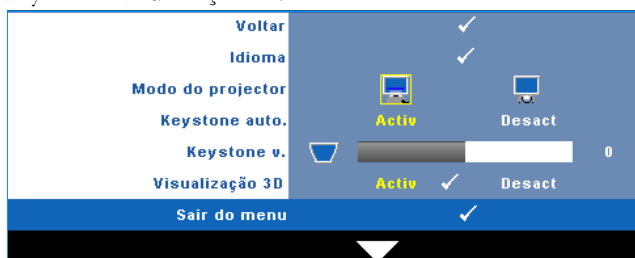 Voltar
Idioma
Modo do projector
Keystone auto. Activ Desact
Keystone v. 0
Visualização 3D Activ Desact
Sair do menu